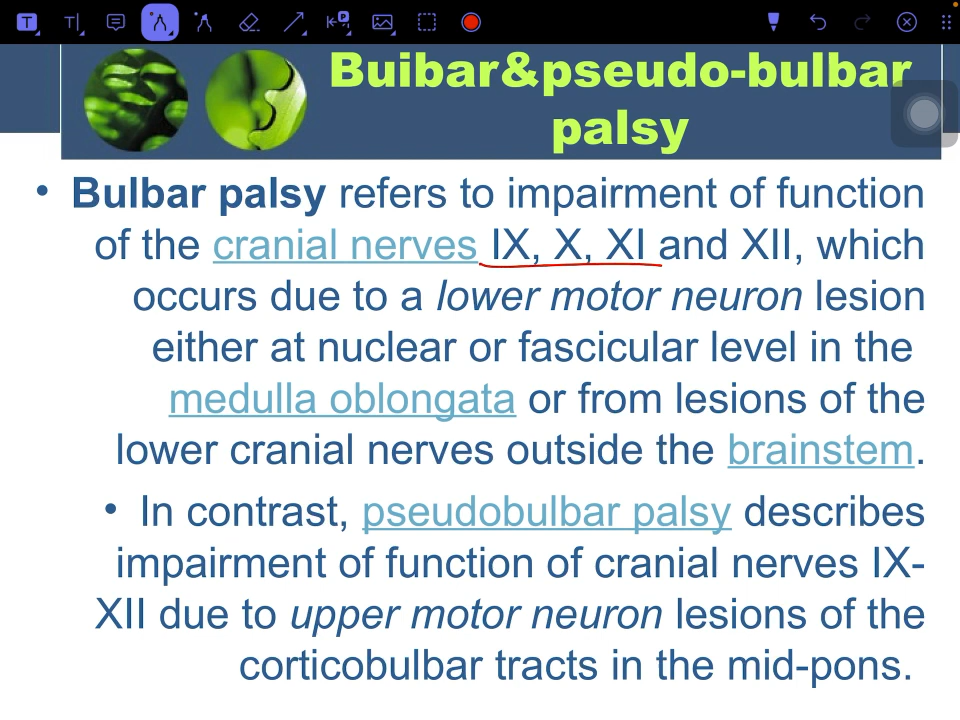 Buibar&pseudo-bulbar
palsy
• Bulbar palsy refers to impairment of function
of the cranial nerves IX, X, XI and XII, which
occurs due to a lower motor neuron lesion
either at nuclear or fascicular level in the
medulla oblongata or from lesions of the
lower cranial nerves outside the brainstem.
• In contrast, pseudobulbar palsy describes
impairment of function of cranial nerves IX-
XII due to upper motor neuron lesions of the
corticobulbar tracts in the mid-pons.